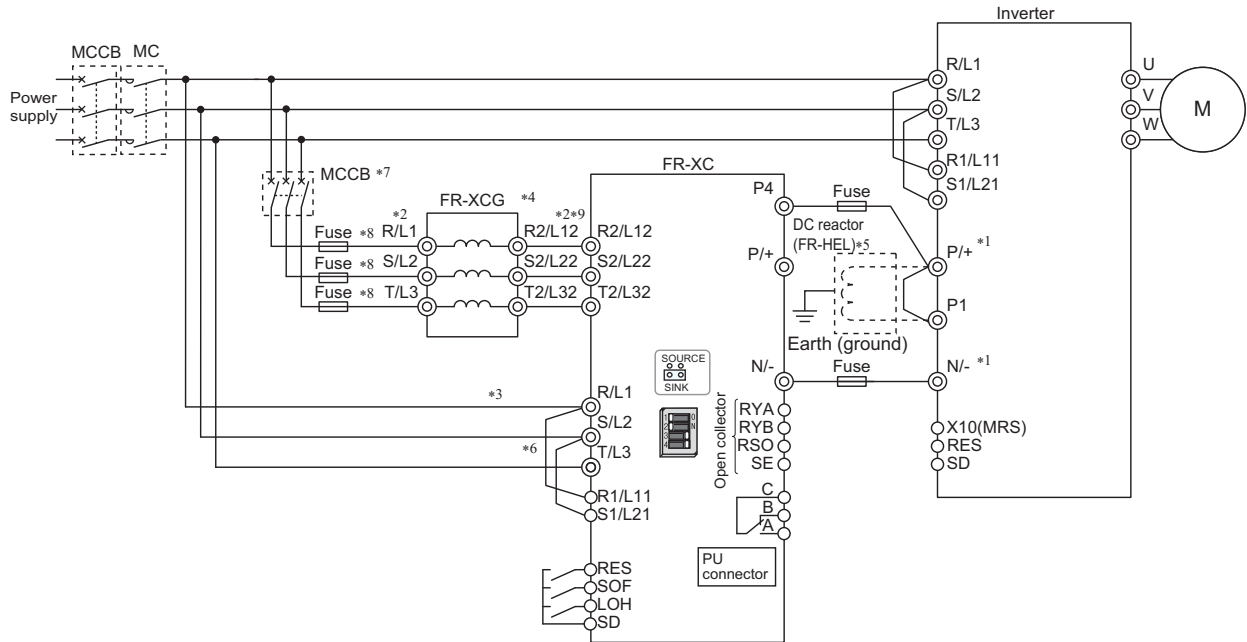 Inverter
MCCB MC
Power
supply
R/L1
S/L2
T/L3
R1/L11
S1/L21
U
V
W
M
MCCB *7
FR-XCG *4
FR-XC
*2
R/L1
S/L2
T/L3
Fuse *8
Fuse *8
Fuse *8
*2*9
R2/L12
S2/L22
T2/L32
R2/L12
S2/L22
T2/L32
P4
Fuse
DC reactor
(FR-HEL)*5
P/+
P/+ *1
P1
Earth (ground)
N/-
Fuse
N/- *1
SOURCE
SINK
1
2
3
4
O
N
*3
R/L1
S/L2
*6
T/L3
R1/L11
S1/L21
Open collector
RYA
RYB
RSO
SE
C
B
A
X10(MRS)
RES
SD
PU
connector
RES
SOF
LOH
SD